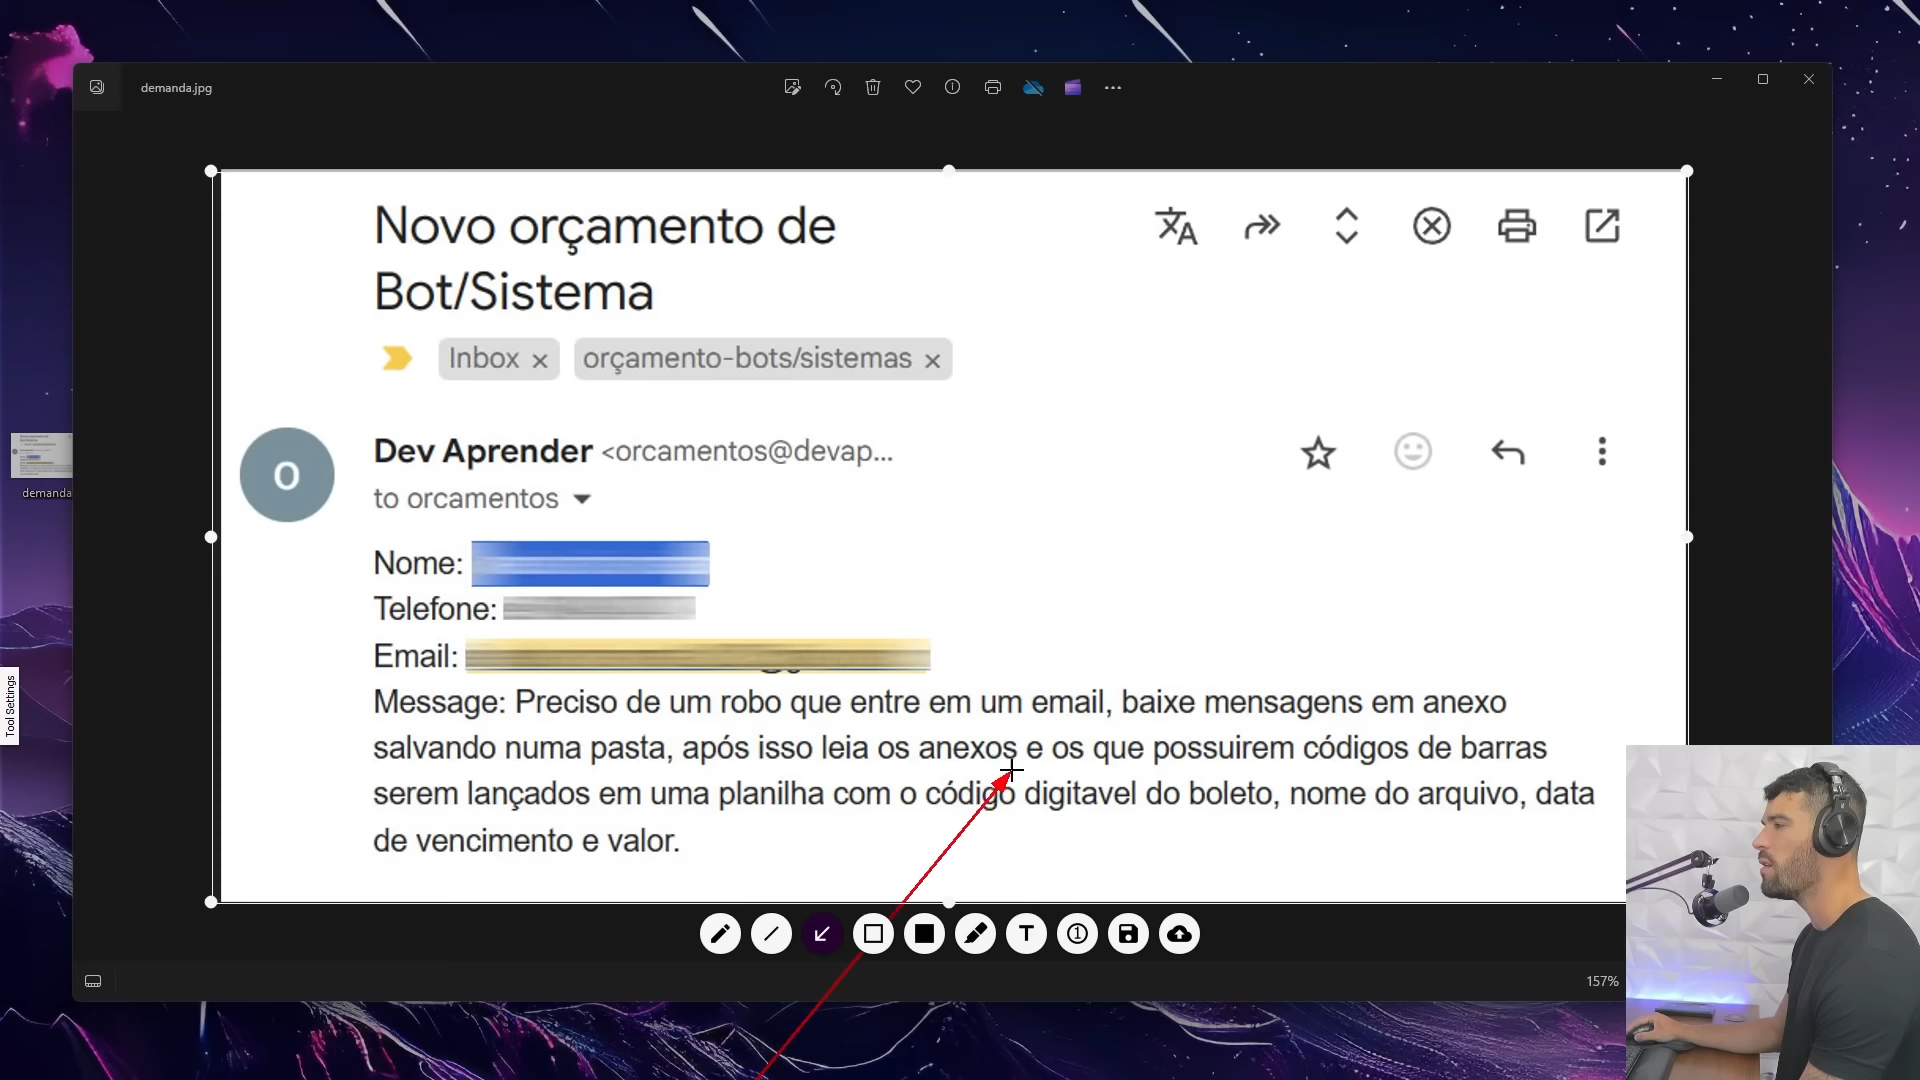 demanda.jpg
Novo orçamento de
Bot/Sistema
Inbox ×
orçamento-bots/sistemas ×
O
Dev Aprender <orcamentos@devap...
to orcamentos
Nome:
Telefone:
Email:
Message: Preciso de um robo que entre em um email, baixe mensagens em anexo
salvando numa pasta, após isso leia os anexos e os que possuirem códigos de barras
serem lançados em uma planilha com o código digitavel do boleto, nome do arquivo, data
de vencimento e valor.
demanda
Tool Settings
T
1
157%